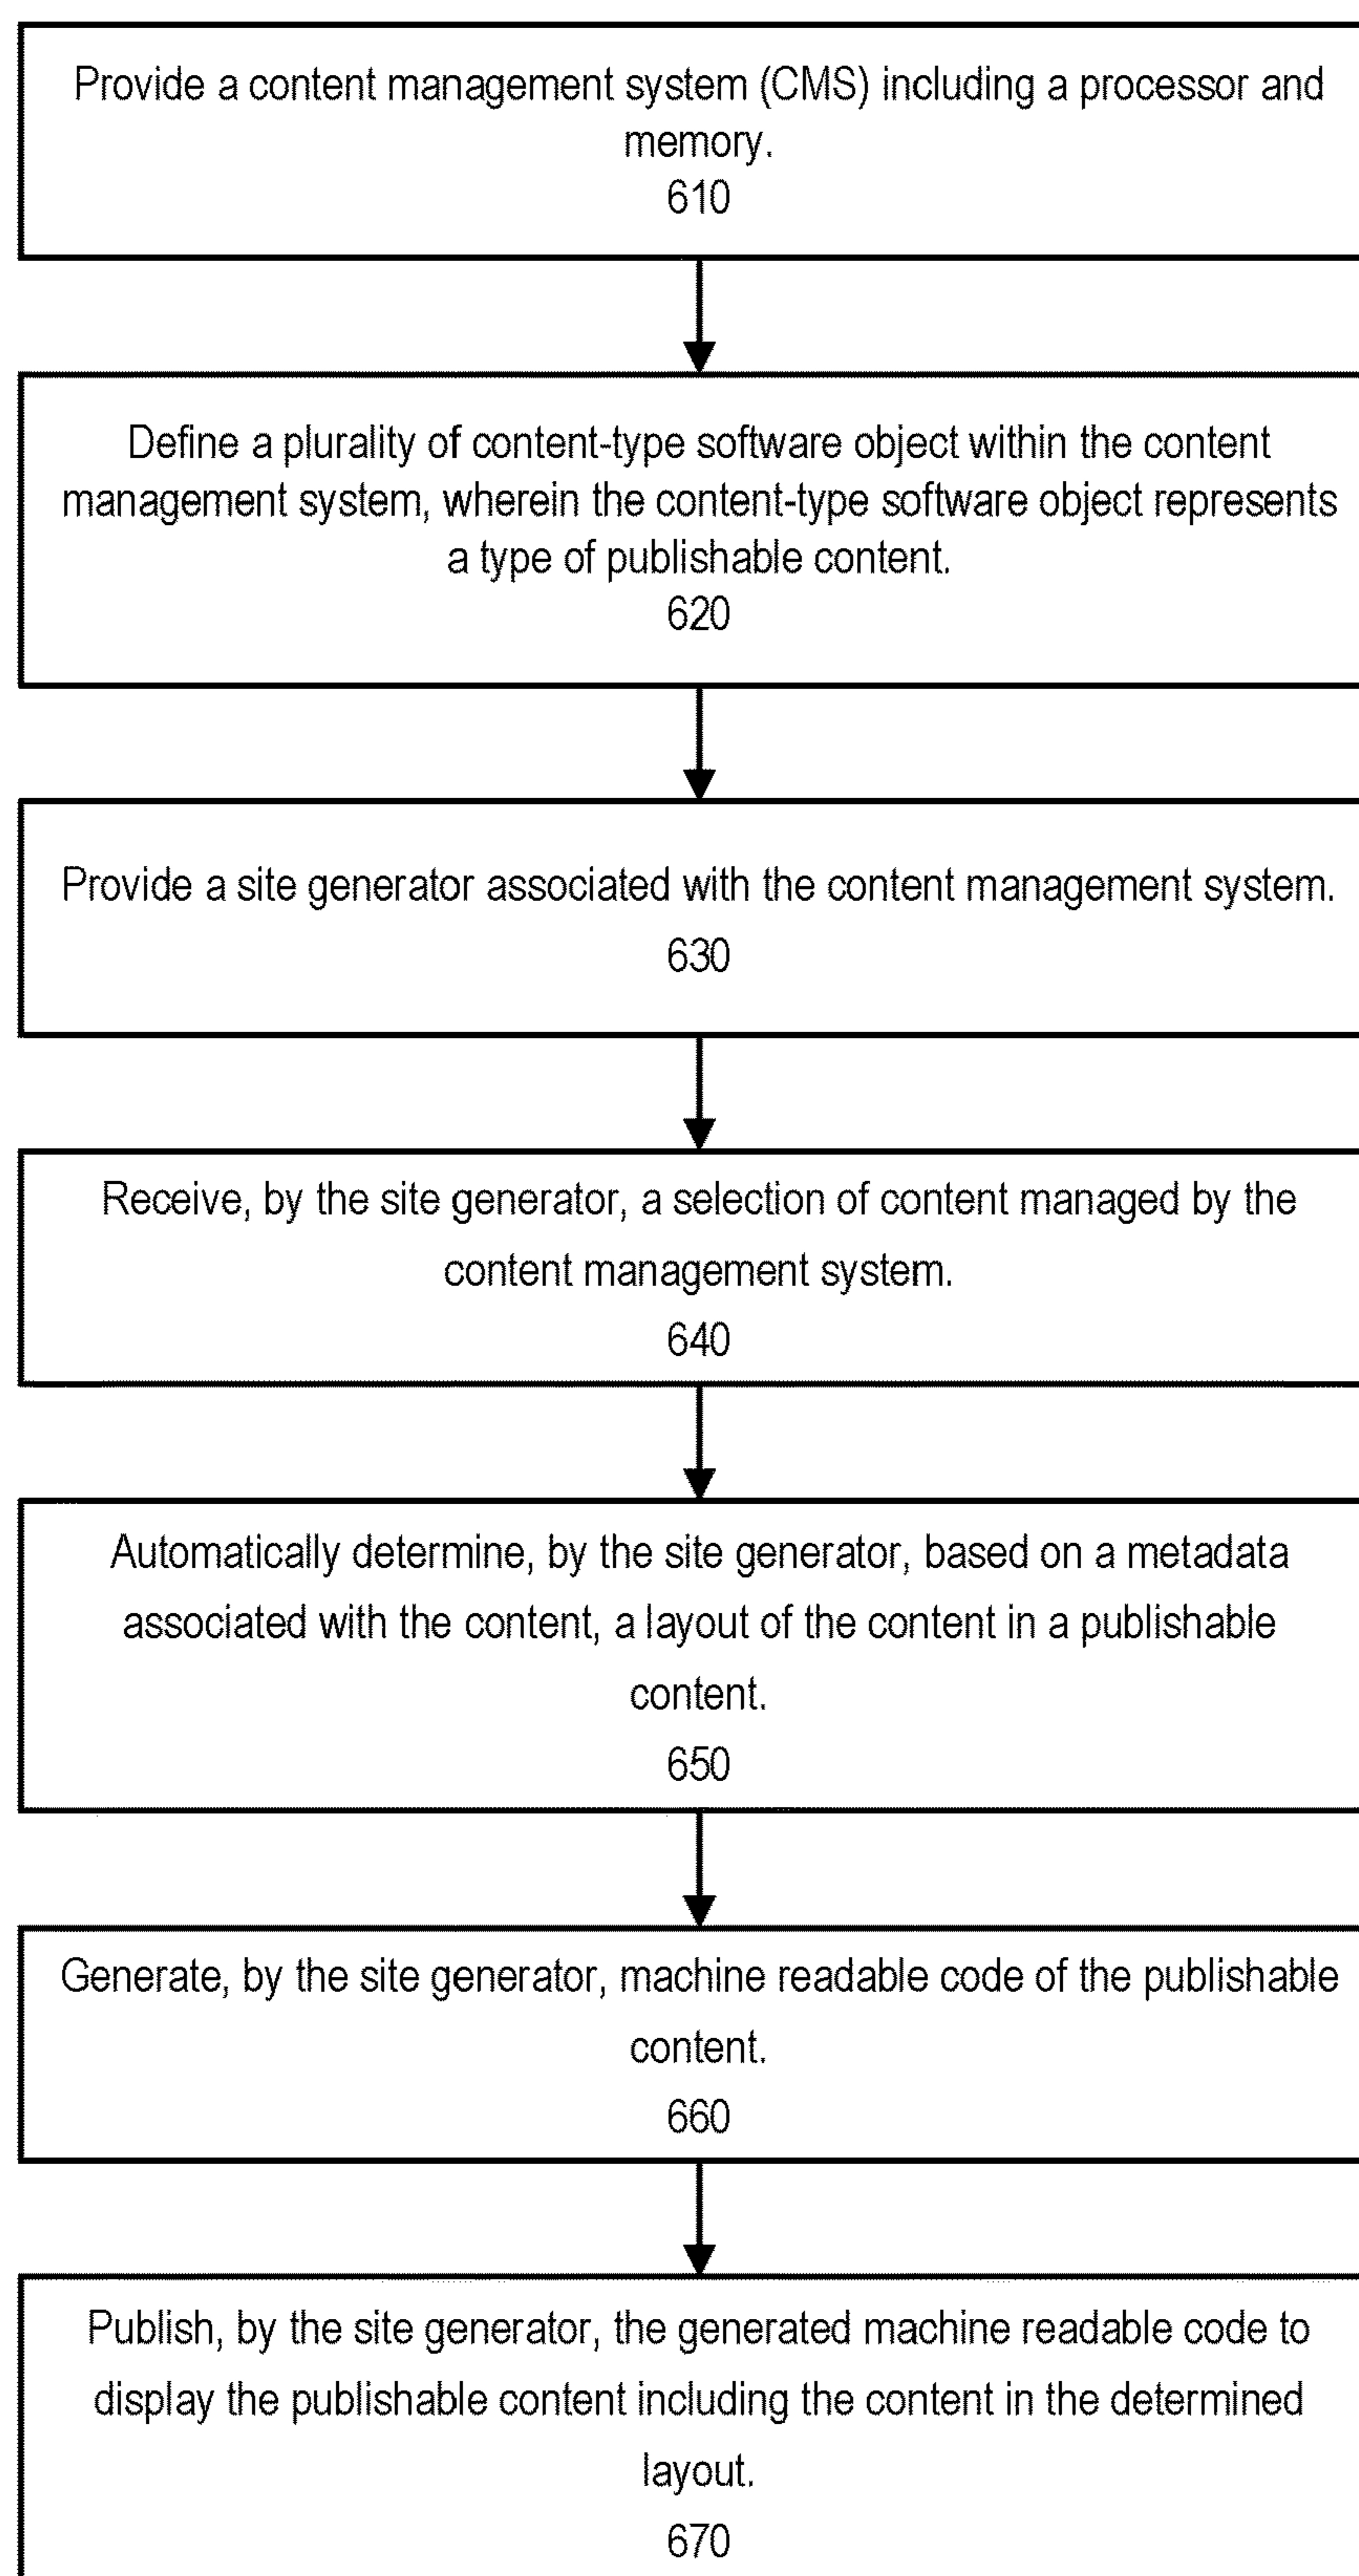 Provide a content management system (CMS) including a processor and
memory.
610
Define a plurality of content-type software object within the content
management system, wherein the content-type software object represents
a type of publishable content.
620
Provide a site generator associated with the content management system.
630
Receive, by the site generator, a selection of content managed by the
content management system.
640
Automatically determine, by the site generator, based on a metadata
associated with the content, a layout of the content in a publishable
content.
650
Generate, by the site generator, machine readable code of the publishable
content.
660
Publish, by the site generator, the generated machine readable code to
display the publishable content including the content in the determined
layout.
670